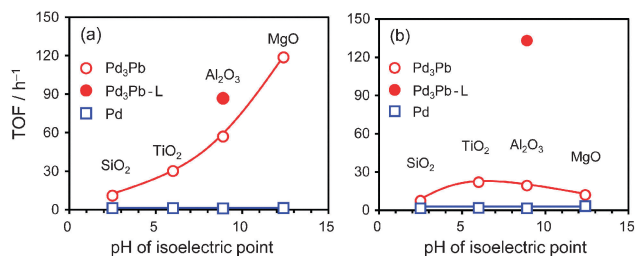 (a)
TOF / h⁻¹
150
120
90
60
30
0
Pd₃Pb
Pd₃Pb-L
Pd
SiO₂
TiO₂
Al₂O₃
MgO
0 5 10 15
pH of isoelectric point
(b)
150
120
90
60
30
0
Pd₃Pb
Pd₃Pb-L
Pd
SiO₂
TiO₂
Al₂O₃
MgO
0 5 10 15
pH of isoelectric point